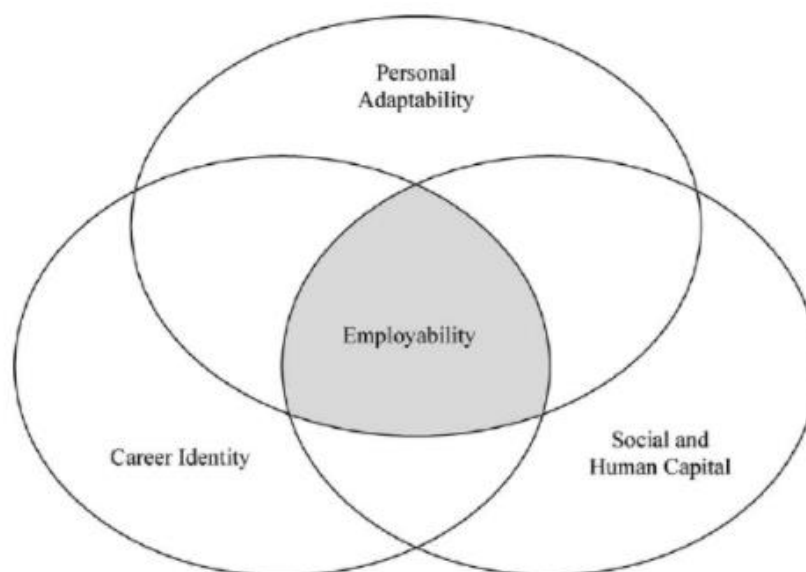 Personal
Adaptability
Employability
Career Identity
Social and
Human Capital